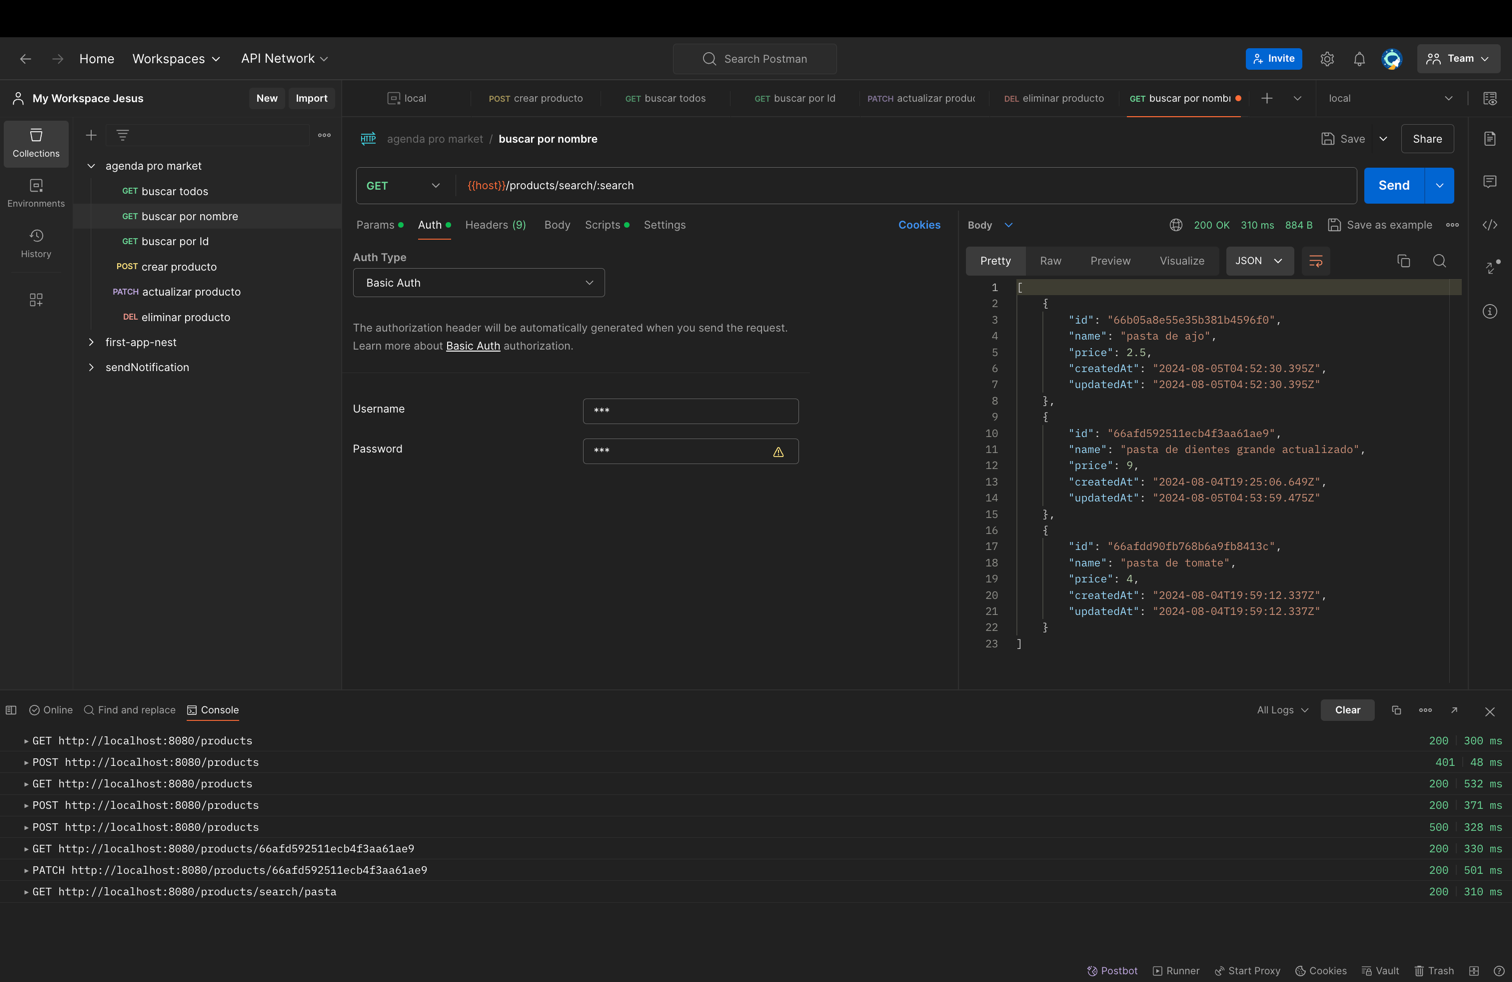 Home
Workspaces
API Network
Search Postman
Invite
Team
My Workspace Jesus
New
Import
local
POST crear producto
GET buscar todos
GET buscar por Id
PATCH actualizar produc
DEL eliminar producto
GET buscar por nombr
local
Collections
Environments
History
agenda pro market
GET buscar todos
GET buscar por nombre
GET buscar por Id
POST crear producto
PATCH actualizar producto
DEL eliminar producto
first-app-nest
sendNotification
HTTP
agenda pro market / buscar por nombre
Save
Share
GET
{{host}}/products/search/:search
Send
Params
Auth
Headers (9)
Body
Scripts
Settings
Cookies
Auth Type
Basic Auth
The authorization header will be automatically generated when you send the request.
Learn more about Basic Auth authorization.
Username
***
Password
***
Body
200 OK
310 ms
884 B
Save as example
Pretty
Raw
Preview
Visualize
JSON
1 [
2 {
3 "id": "66b05a8e55e35b381b4596f0",
4 "name": "pasta de ajo",
5 "price": 2.5,
6 "createdAt": "2024-08-05T04:52:30.395Z",
7 "updatedAt": "2024-08-05T04:52:30.395Z"
8 },
9 {
10 "id": "66afd592511ecb4f3aa61ae9",
11 "name": "pasta de dientes grande actualizado",
12 "price": 9,
13 "createdAt": "2024-08-04T19:25:06.649Z",
14 "updatedAt": "2024-08-05T04:53:59.475Z"
15 },
16 {
17 "id": "66afdd90fb768b6a9fb8413c",
18 "name": "pasta de tomate",
19 "price": 4,
20 "createdAt": "2024-08-04T19:59:12.337Z",
21 "updatedAt": "2024-08-04T19:59:12.337Z"
22 }
23 ]
Online
Find and replace
Console
All Logs
Clear
GET http://localhost:8080/products 200 300 ms
POST http://localhost:8080/products 401 48 ms
GET http://localhost:8080/products 200 532 ms
POST http://localhost:8080/products 200 371 ms
POST http://localhost:8080/products 500 328 ms
GET http://localhost:8080/products/66afd592511ecb4f3aa61ae9 200 330 ms
PATCH http://localhost:8080/products/66afd592511ecb4f3aa61ae9 200 501 ms
GET http://localhost:8080/products/search/pasta 200 310 ms
Postbot
Runner
Start Proxy
Cookies
Vault
Trash